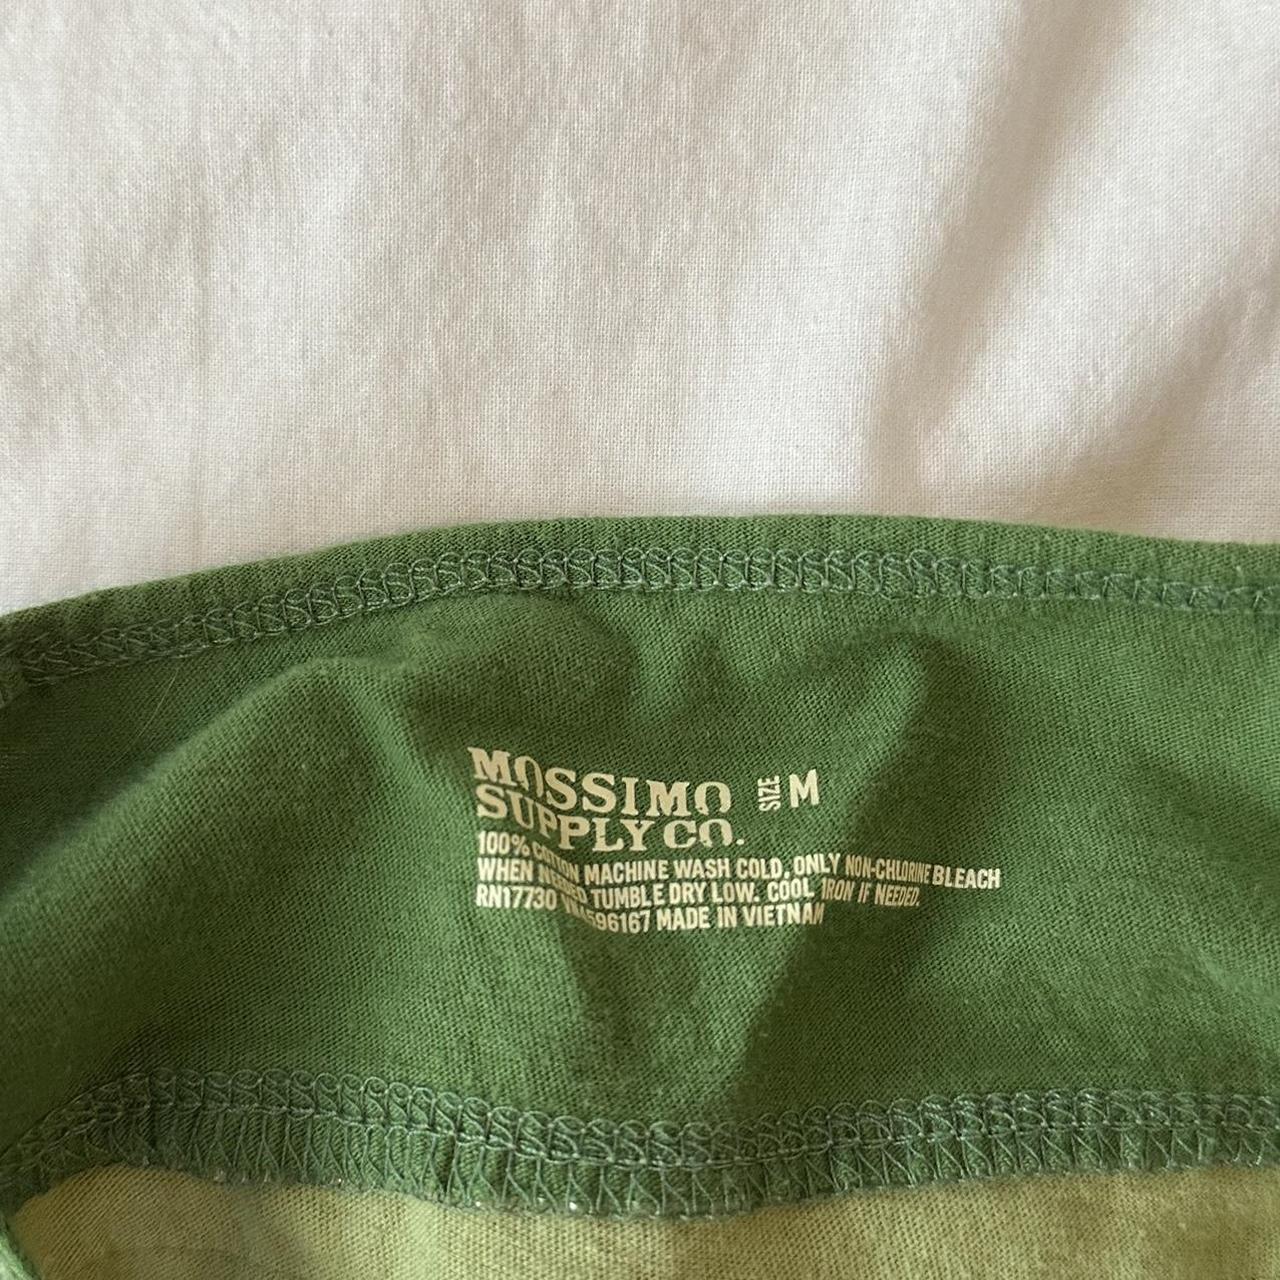 MOSSIMO
SUPPLY CO.
SIZE M
100% COTTON MACHINE WASH COLD, ONLY NON-CHLORINE BLEACH
WHEN NEEDED TUMBLE DRY LOW. COOL IRON IF NEEDED.
RN17730 MADE IN VIETNAM